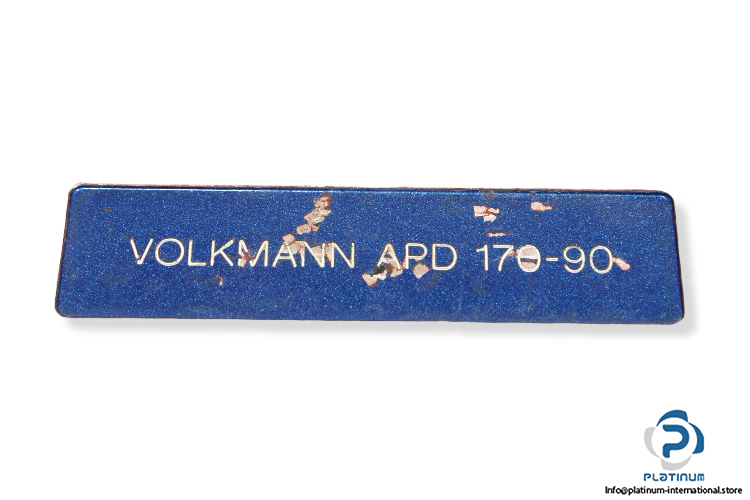 VOLKMANN APD 170-90
PLATINUM
Info@platinum-international.store